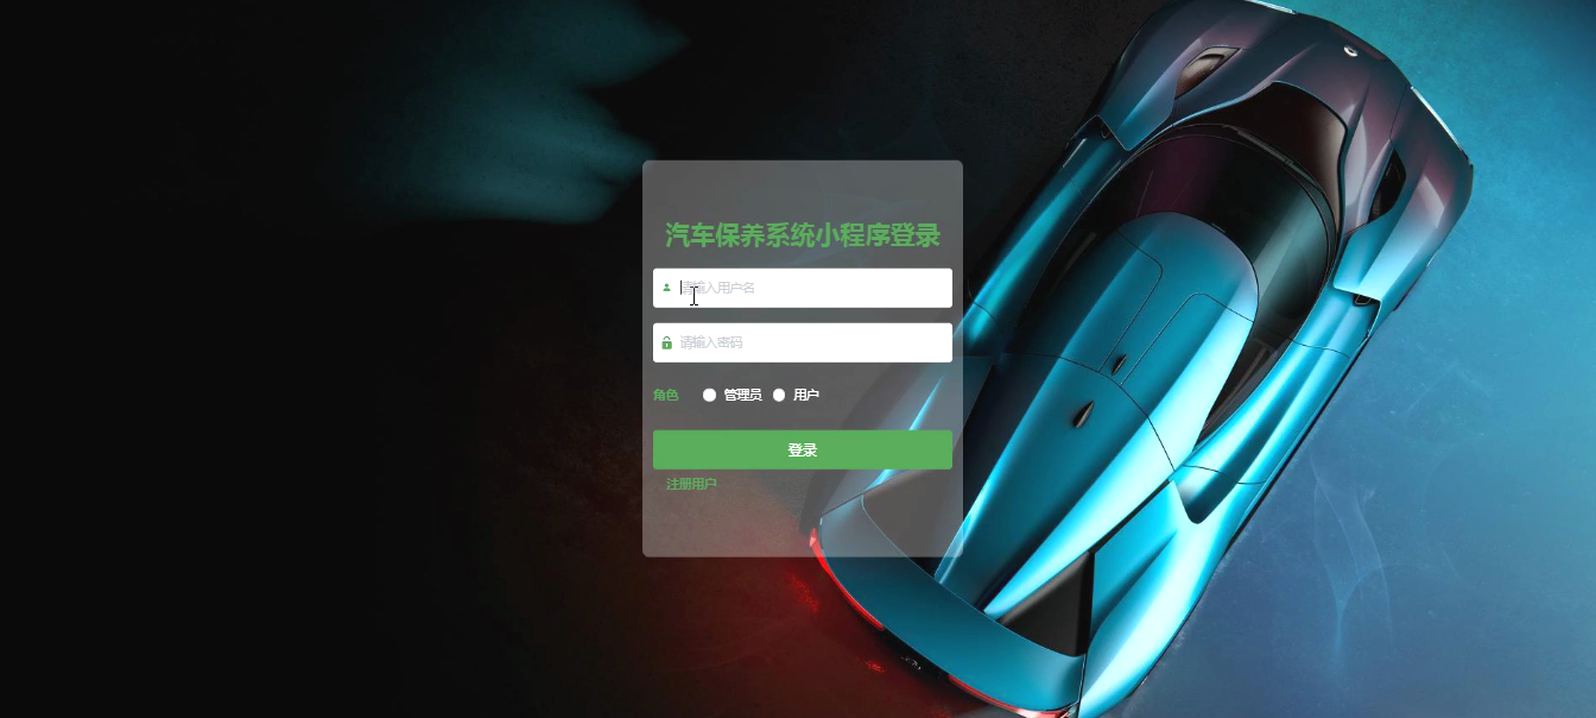 汽车保养系统小程序登录
请输入用户名
请输入密码
角色 管理员 用户
登录
注册用户